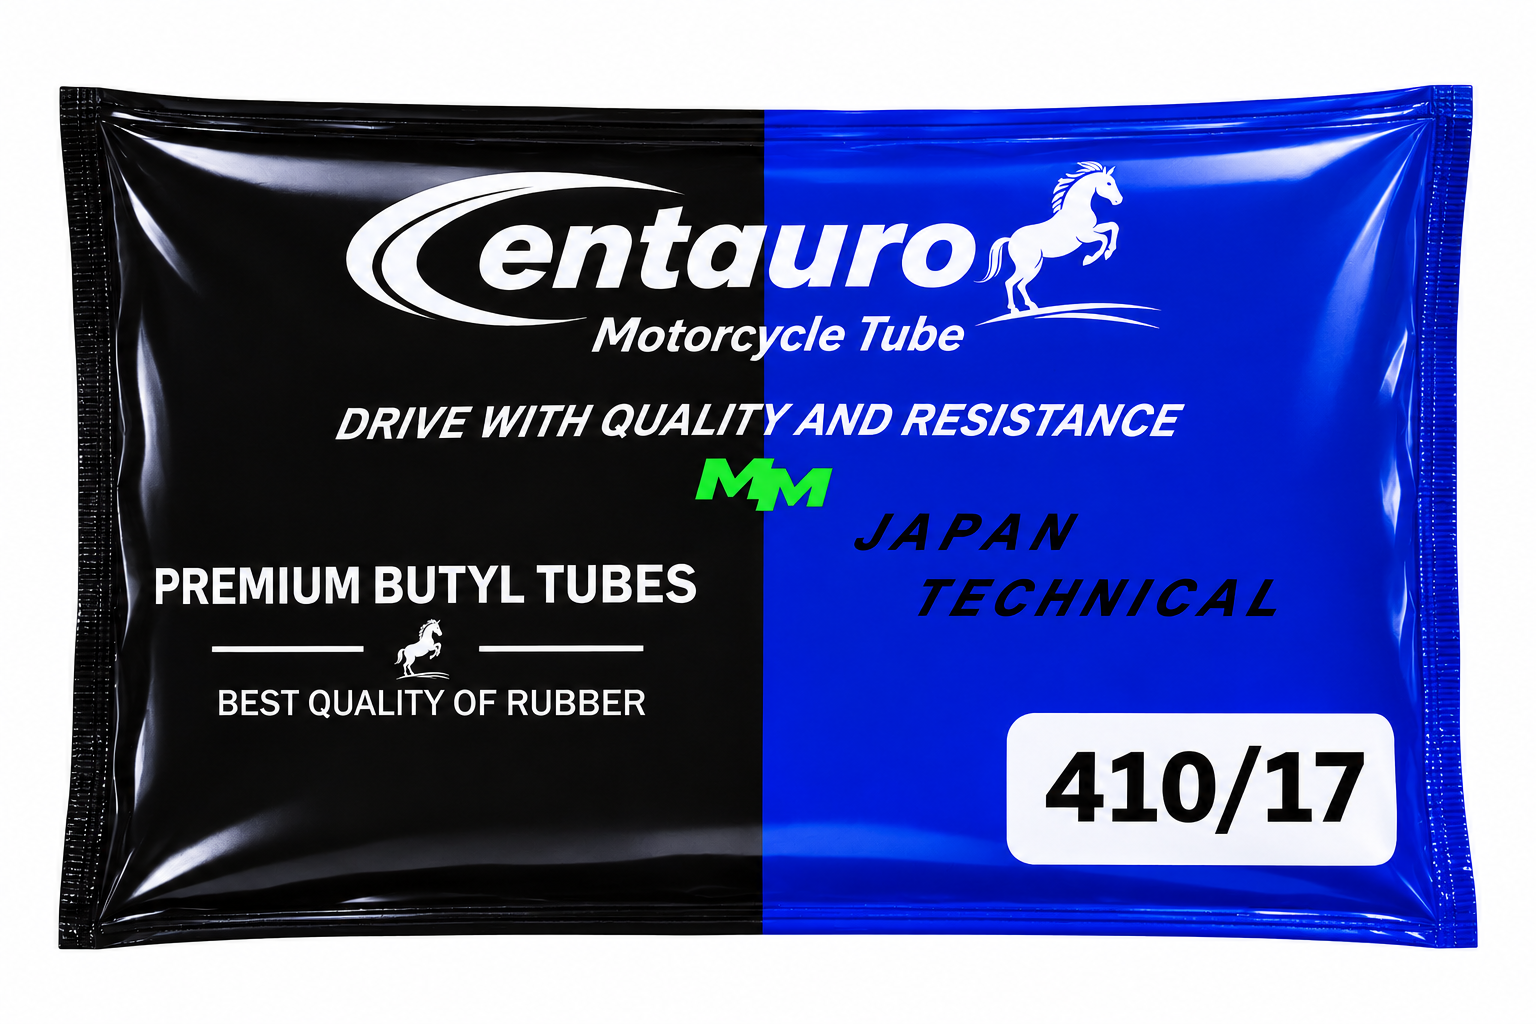 Centauro
Motorcycle Tube
DRIVE WITH QUALITY AND RESISTANCE
MM
JAPAN
TECHNICAL
PREMIUM BUTYL TUBES
BEST QUALITY OF RUBBER
410/17